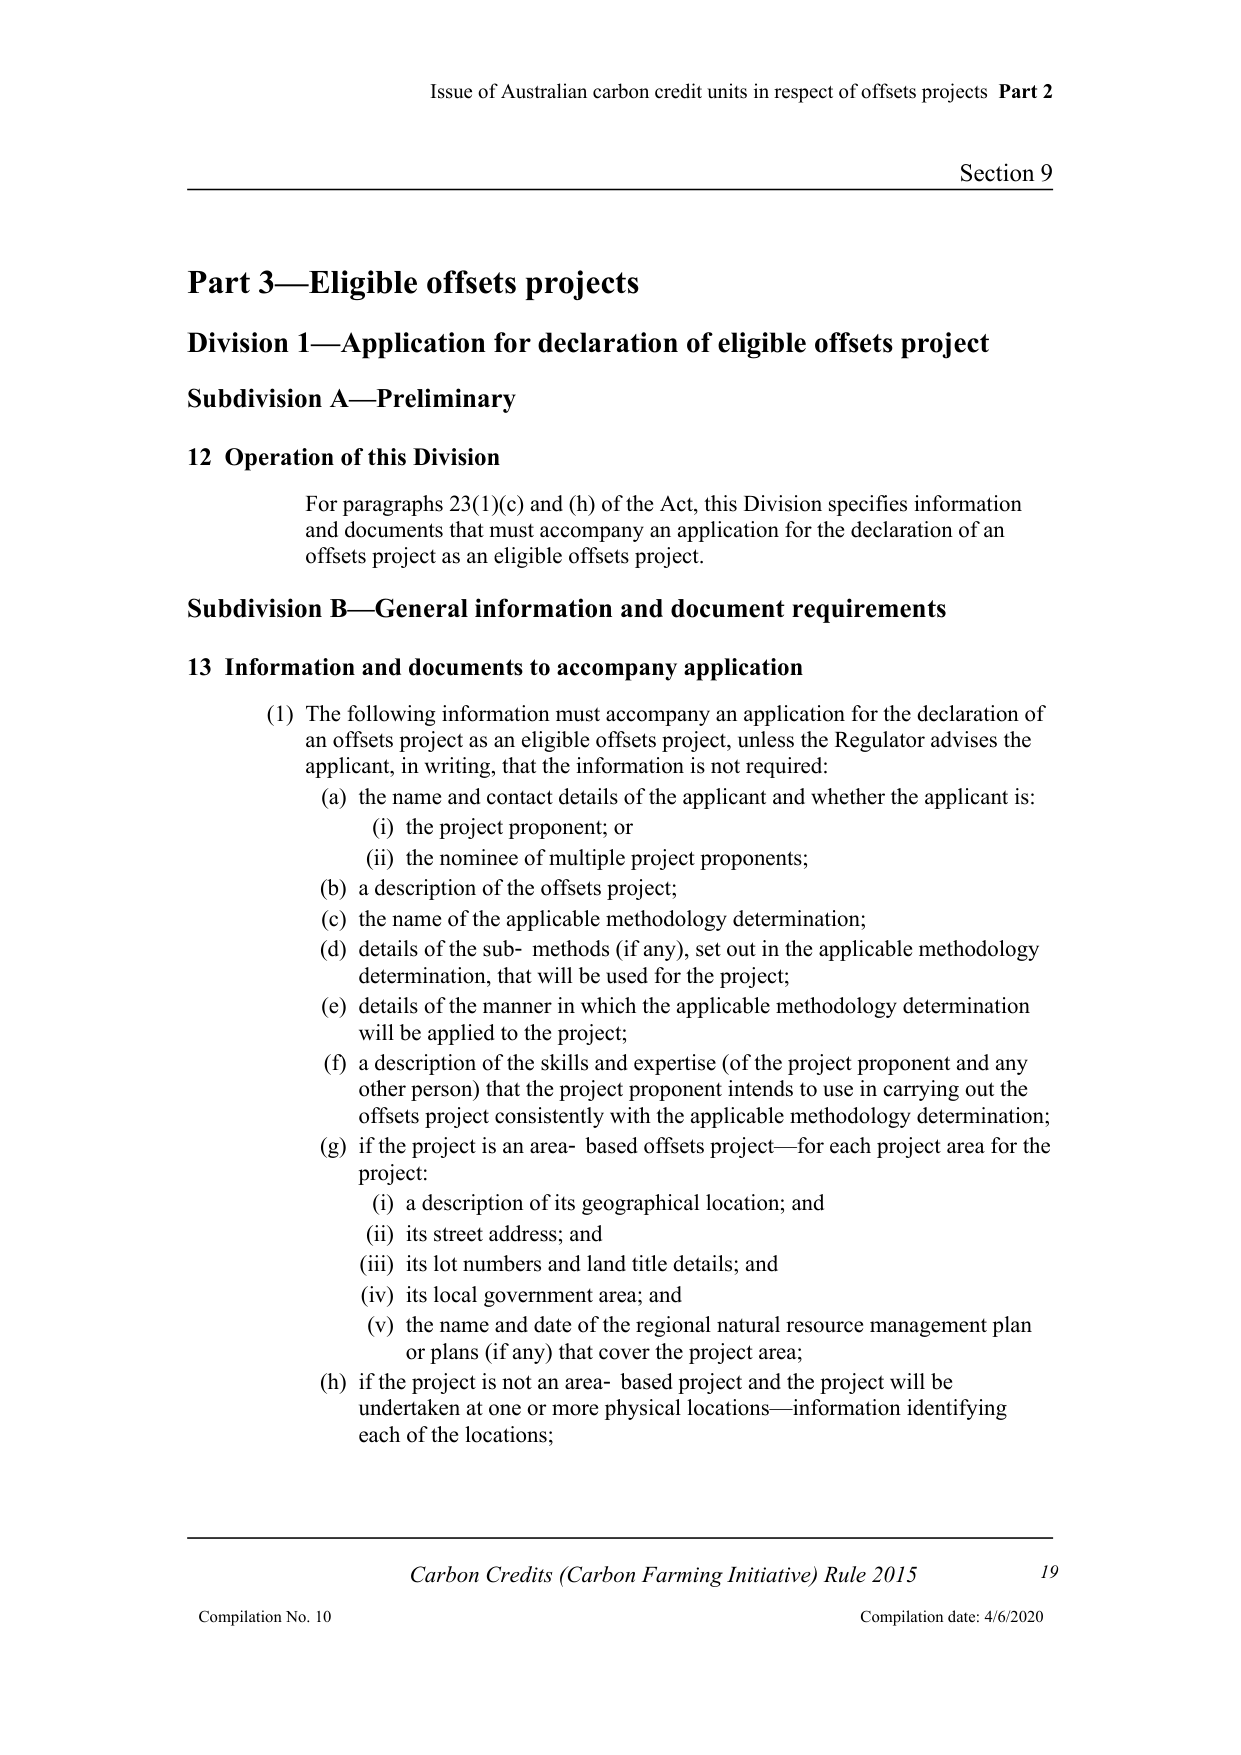 Issue of Australian carbon credit units in respect of offsets projects Part 2
Section 9
Part 3—Eligible offsets projects
Division 1—Application for declaration of eligible offsets project
Subdivision A—Preliminary
12 Operation of this Division
For paragraphs 23(1)(c) and (h) of the Act, this Division specifies information
and documents that must accompany an application for the declaration of an
offsets project as an eligible offsets project.
Subdivision B—General information and document requirements
13 Information and documents to accompany application
(1) The following information must accompany an application for the declaration of
an offsets project as an eligible offsets project, unless the Regulator advises the
applicant, in writing, that the information is not required:
(a) the name and contact details of the applicant and whether the applicant is:
(i) the project proponent; or
(ii) the nominee of multiple project proponents;
(b) a description of the offsets project;
(c) the name of the applicable methodology determination;
(d) details of the sub- methods (if any), set out in the applicable methodology
determination, that will be used for the project;
(e) details of the manner in which the applicable methodology determination
will be applied to the project;
(f) a description of the skills and expertise (of the project proponent and any
other person) that the project proponent intends to use in carrying out the
offsets project consistently with the applicable methodology determination;
(g) if the project is an area- based offsets project—for each project area for the
project:
(i) a description of its geographical location; and
(ii) its street address; and
(iii) its lot numbers and land title details; and
(iv) its local government area; and
(v) the name and date of the regional natural resource management plan
or plans (if any) that cover the project area;
(h) if the project is not an area- based project and the project will be
undertaken at one or more physical locations—information identifying
each of the locations;
Carbon Credits (Carbon Farming Initiative) Rule 2015 19
Compilation No. 10 Compilation date: 4/6/2020